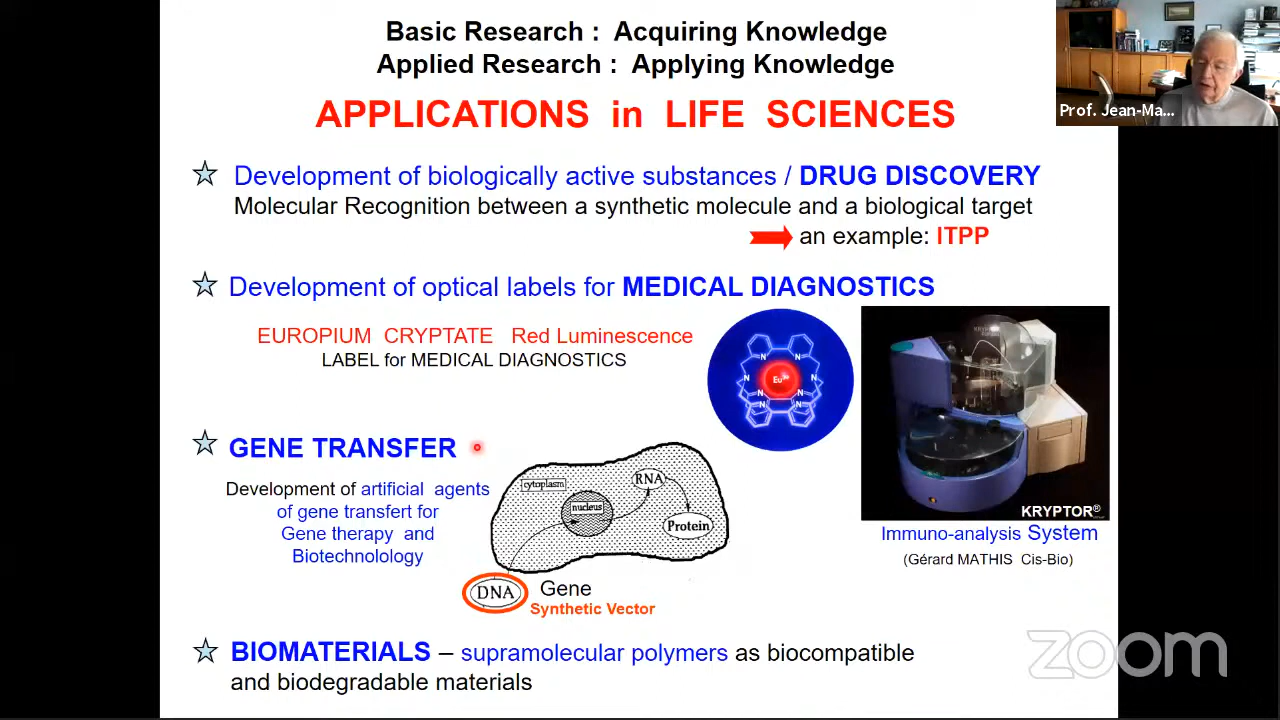 Basic Research :  Acquiring Knowledge
Applied Research :  Applying Knowledge
APPLICATIONS in LIFE SCIENCES
Prof. Jean-Ma...
Development of biologically active substances / DRUG DISCOVERY
Molecular Recognition between a synthetic molecule and a biological target
an example: ITPP
Development of optical labels for MEDICAL DIAGNOSTICS
EUROPIUM CRYPTATE Red Luminescence
LABEL for MEDICAL DIAGNOSTICS
N
N
N
Eu³⁺
N
N
N
N
N
KRYPTOR®
Immuno-analysis System
(Gérard MATHIS Cis-Bio)
GENE TRANSFER
Development of artificial agents
of gene transfert for
Gene therapy and
Biotechnolology
cytoplasm
nucleus
RNA
Protein
DNA
Gene
Synthetic Vector
BIOMATERIALS – supramolecular polymers as biocompatible
and biodegradable materials
zoom